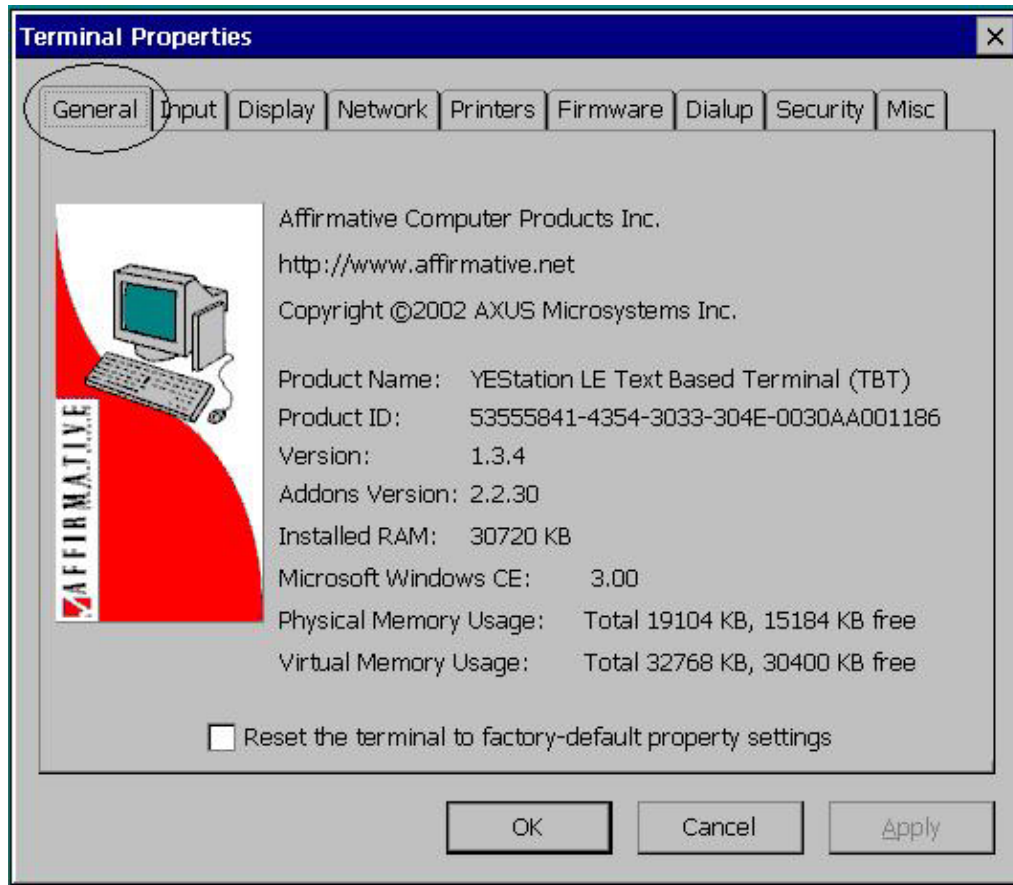 Terminal Properties
General Input Display Network Printers Firmware Dialup Security Misc
Affirmative Computer Products Inc.
http://www.affirmative.net
Copyright ©2002 AXUS Microsystems Inc.
Product Name: YEStation LE Text Based Terminal (TBT)
Product ID: 53555841-4354-3033-304E-0030AA001186
Version: 1.3.4
Addons Version: 2.2.30
Installed RAM: 30720 KB
Microsoft Windows CE: 3.00
Physical Memory Usage: Total 19104 KB, 15184 KB free
Virtual Memory Usage: Total 32768 KB, 30400 KB free
AFFIRMATIVE
Reset the terminal to factory-default property settings
OK Cancel Apply